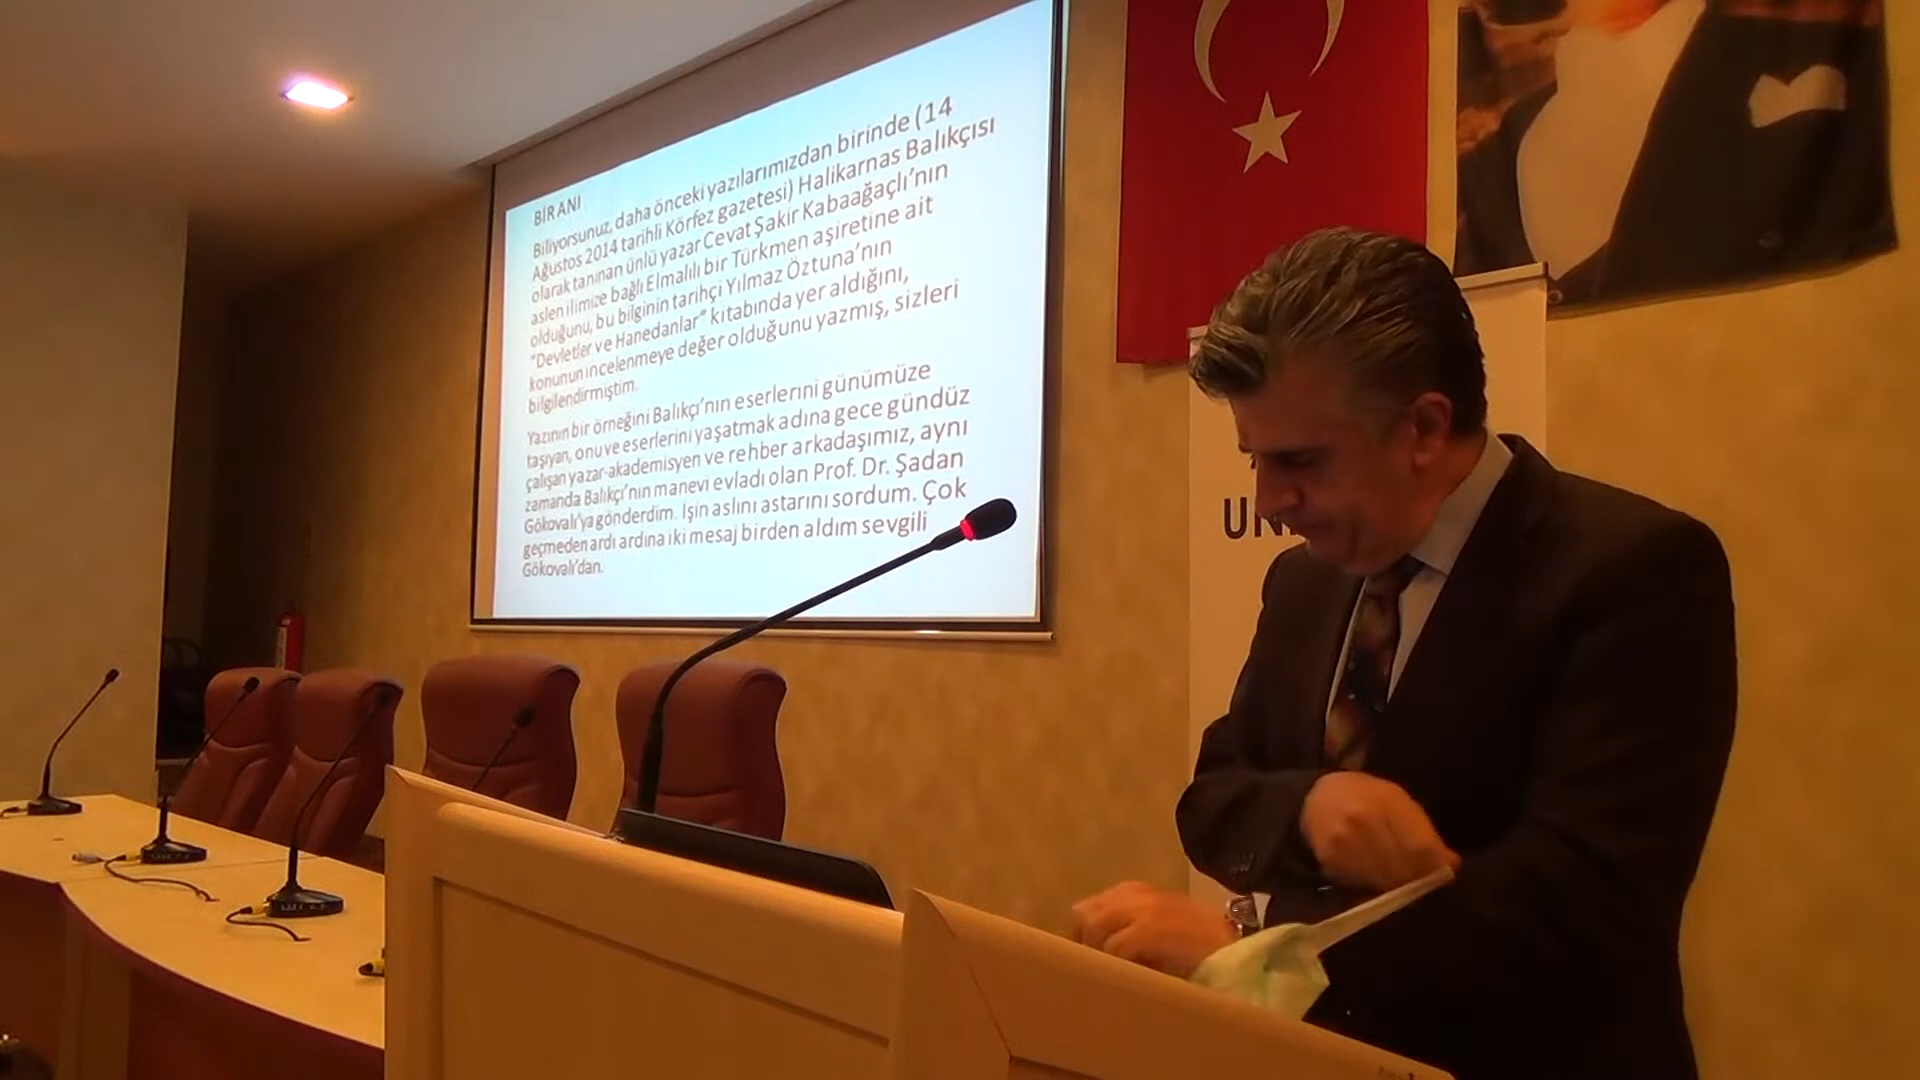 BİR ANI
Biliyorsunuz, daha önceki yazılarımızdan birinde (14
Ağustos 2014 tarihli Körfez gazetesi) Halikarnas Balıkçısı
olarak tanınan ünlü yazar Cevat Şakir Kabaağaçlı’nın
aslen ilimize bağlı Elmalılı bir Türkmen aşiretine ait
olduğunu, bu bilginin tarihçi Yılmaz Öztuna’nın
“Devletler ve Hanedanlar” kitabında yer aldığını,
konunun incelenmeye değer olduğunu yazmış, sizleri
bilgilendirmiştim.
Yazının bir örneğini Balıkçı’nın eserlerini günümüze
taşıyan, onu ve eserlerini yaşatmak adına gece gündüz
çalışan yazar-akademisyen ve rehber arkadaşımız, aynı
zamanda Balıkçı’nın manevi evladı olan Prof. Dr. Şadan
Gökovalı’ya gönderdim. İşin aslını astarını sordum. Çok
geçmeden ardı ardına iki mesaj birden aldım sevgili
Gökovalı’dan.